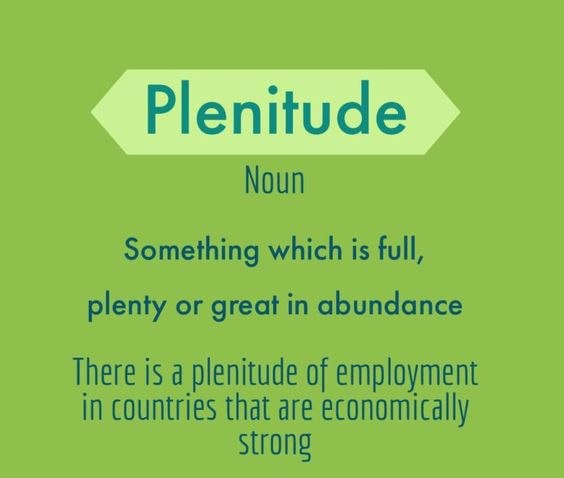 Plenitude
Noun
Something which is full,
plenty or great in abundance
There is a plenitude of employment
in countries that are economically
strong